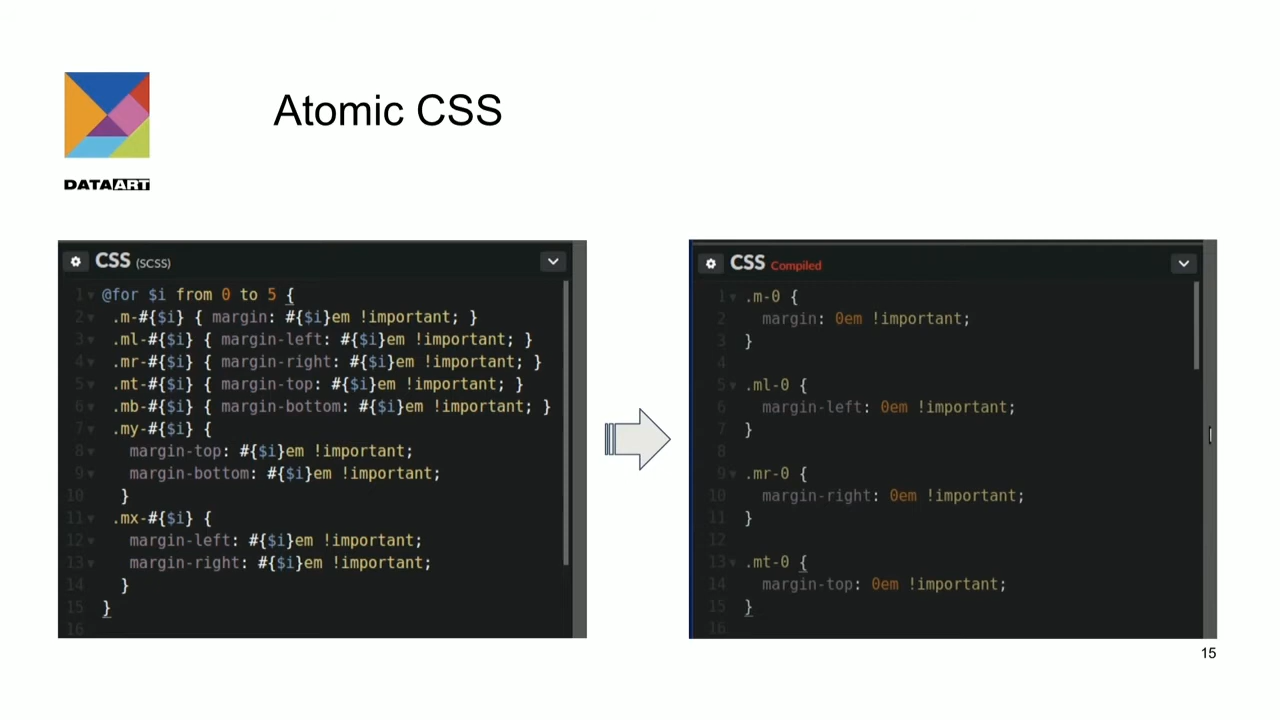 Atomic CSS
DATAART
CSS (SCSS)
1 @for $i from 0 to 5 {
2 .m-#{$i} { margin: #{$i}em !important; }
3 .ml-#{$i} { margin-left: #{$i}em !important; }
4 .mr-#{$i} { margin-right: #{$i}em !important; }
5 .mt-#{$i} { margin-top: #{$i}em !important; }
6 .mb-#{$i} { margin-bottom: #{$i}em !important; }
7 .my-#{$i} {
8 margin-top: #{$i}em !important;
9 margin-bottom: #{$i}em !important;
10 }
11 .mx-#{$i} {
12 margin-left: #{$i}em !important;
13 margin-right: #{$i}em !important;
14 }
15 }
16
CSS Compiled
1 .m-0 {
2 margin: 0em !important;
3 }
4
5 .ml-0 {
6 margin-left: 0em !important;
7 }
8
9 .mr-0 {
10 margin-right: 0em !important;
11 }
12
13 .mt-0 {
14 margin-top: 0em !important;
15 }
16
15